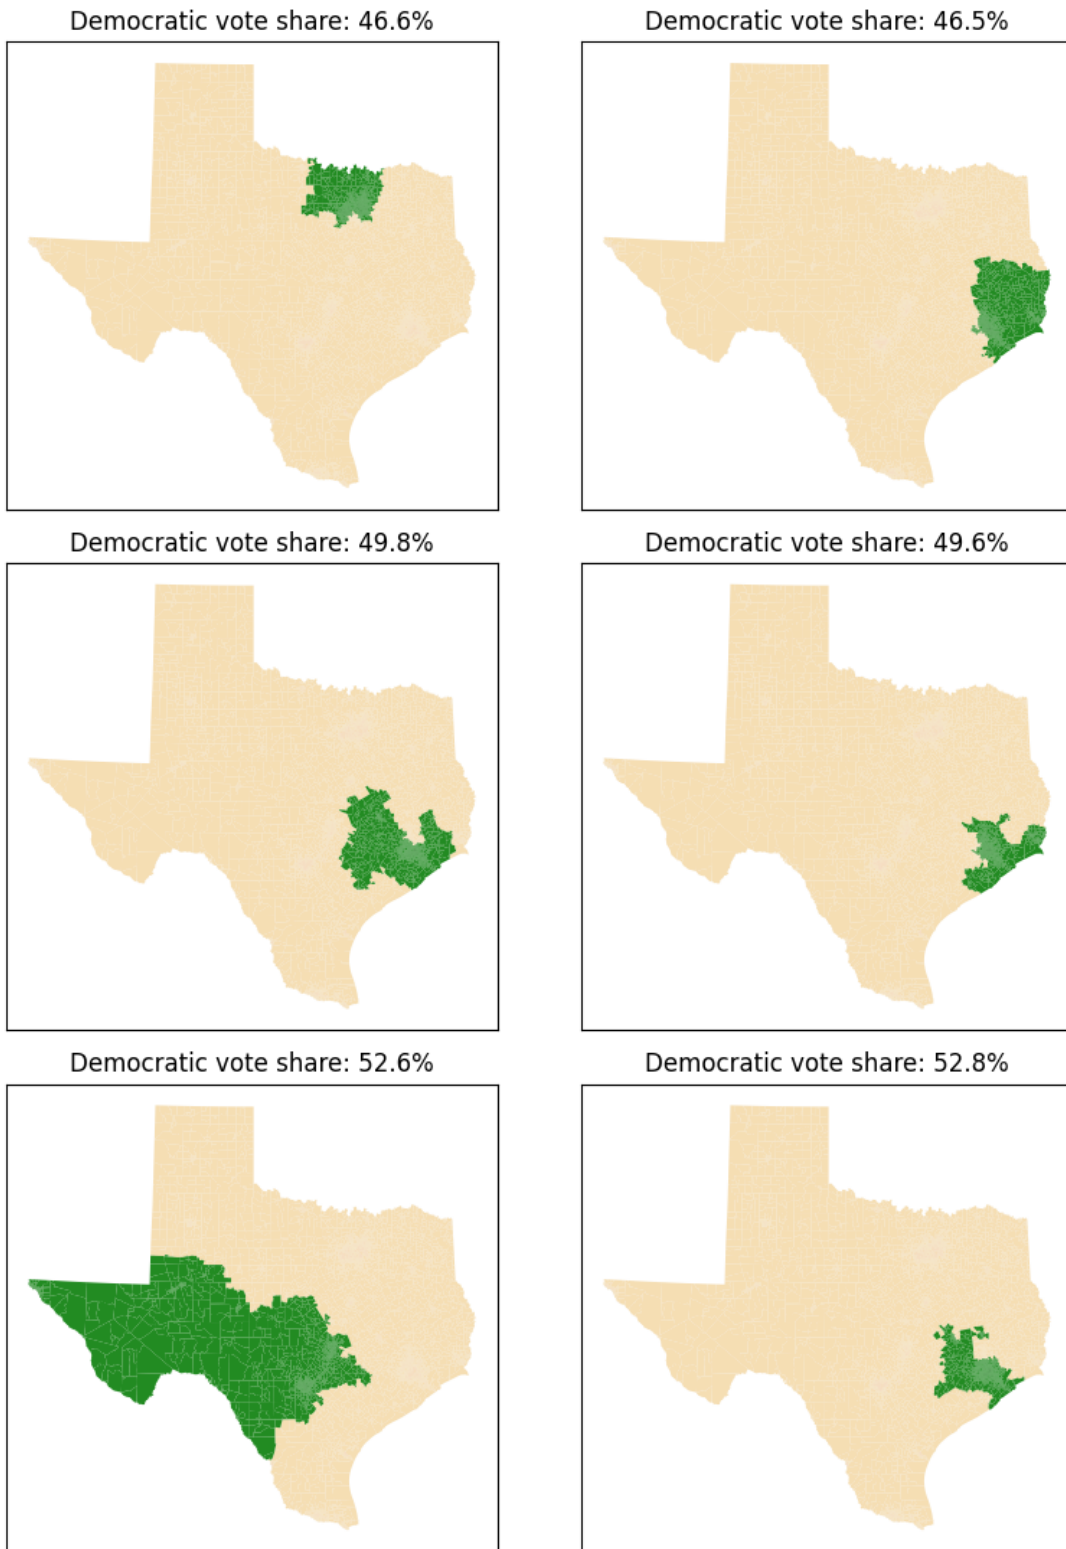 Democratic vote share: 46.6%
Democratic vote share: 46.5%
Democratic vote share: 49.8%
Democratic vote share: 49.6%
Democratic vote share: 52.6%
Democratic vote share: 52.8%